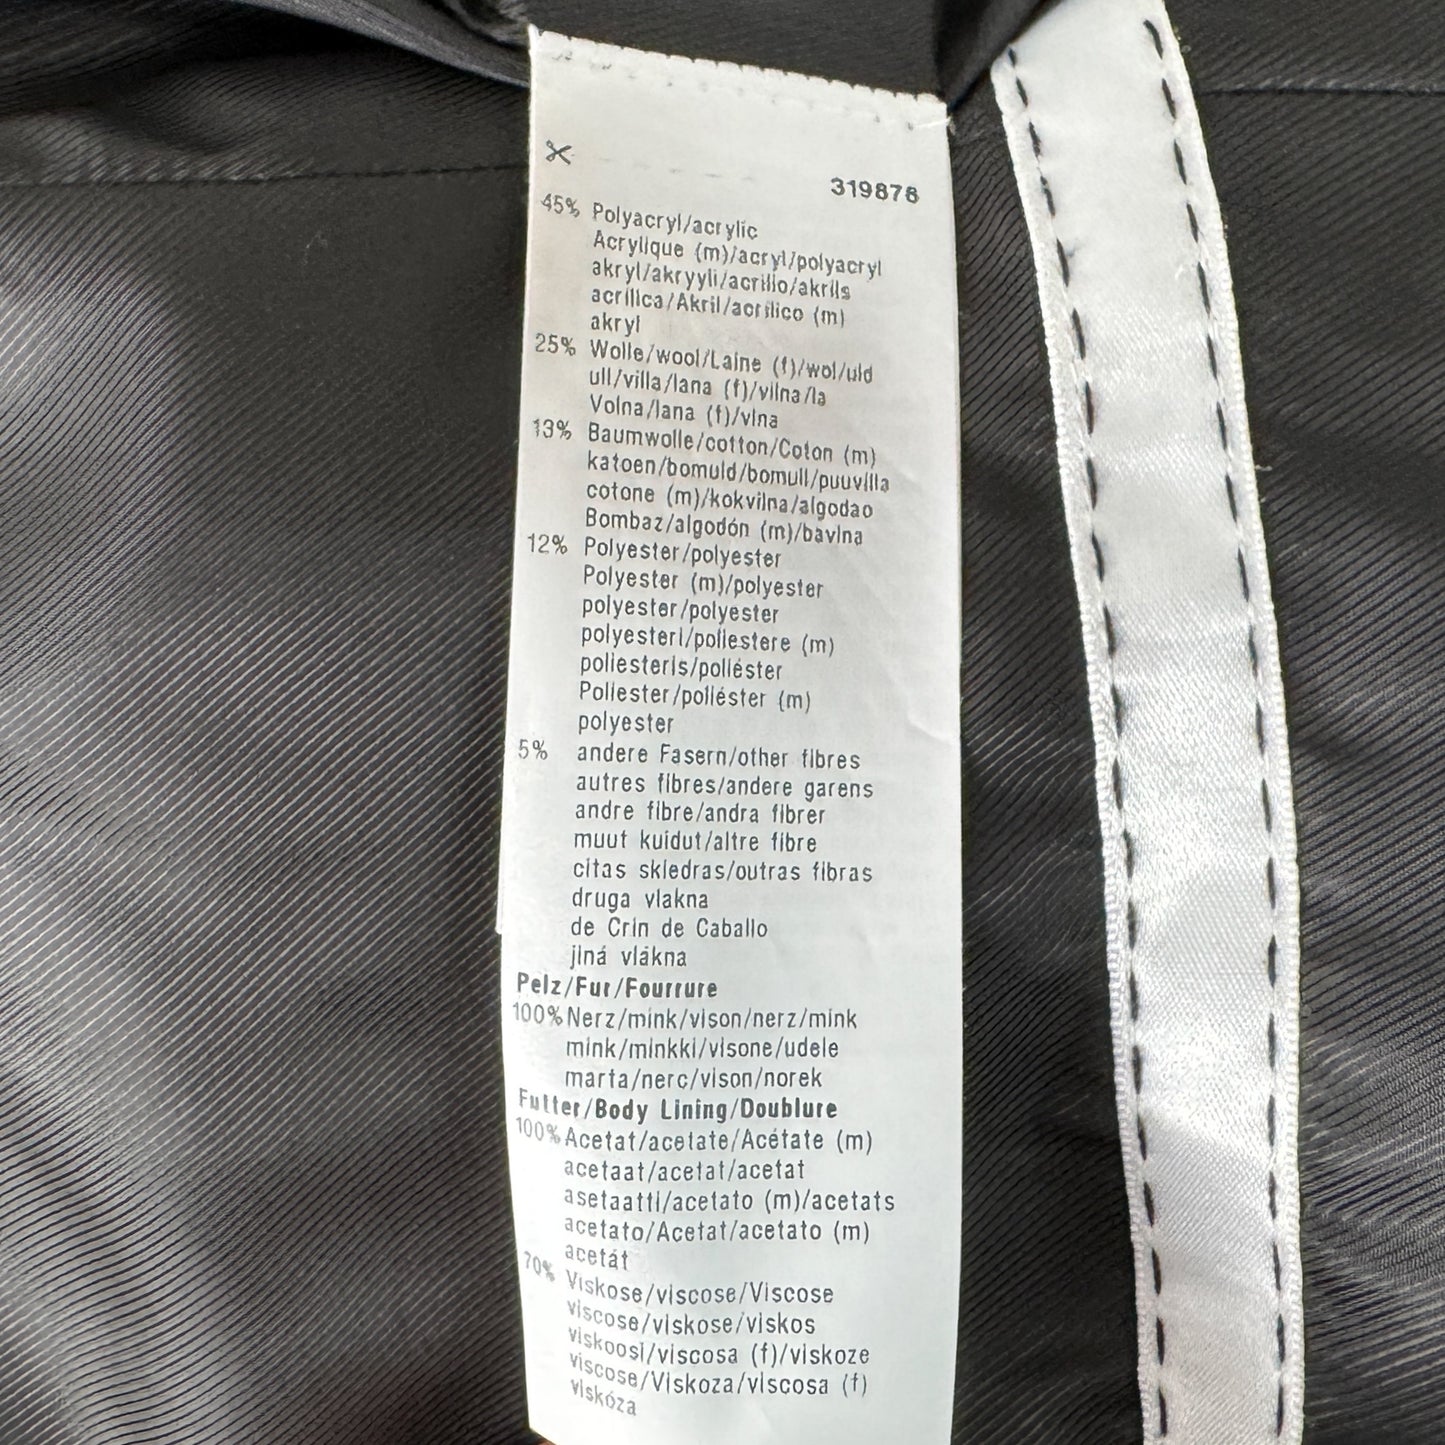 319878
45% Polyacryl/acrylic
Acrylique (m)/acryl/polyacryl
akryl/akryyli/acrilio/akrils
acrílica/Akril/acrílico (m)
akryl
25% Wolle/wool/Laine (f)/wol/uld
ull/villa/lana (f)/vilna/la
Volna/lana (f)/vlna
13% Baumwolle/cotton/Coton (m)
katoen/bomuld/bomull/puuvilla
cotone (m)/kokvilna/algodao
Bombaz/algodón (m)/bavlna
12% Polyester/polyester
Polyester (m)/polyester
polyester/polyester
polyesteri/poliestere (m)
poliesteris/poliéster
Poliester/poliéster (m)
polyester
5% andere Fasern/other fibres
autres fibres/andere garens
andre fibre/andra fibrer
muut kuidut/altre fibre
citas skiedras/outras fibras
druga vlakna
de Crin de Caballo
jiná vlákna
Pelz/Fur/Fourrure
100% Nerz/mink/vison/nerz/mink
mink/minkki/visone/udele
marta/nerc/vison/norek
Futter/Body Lining/Doublure
100% Acetat/acetate/Acétate (m)
acetaat/acetat/acetat
asetaatti/acetato (m)/acetats
acetato/Acetat/acetato (m)
acetát
70% Viskose/viscose/Viscose
viscose/viskose/viskos
viskoosi/viscosa (f)/viskoze
viscose/Viskoza/viscosa (f)
viskóza